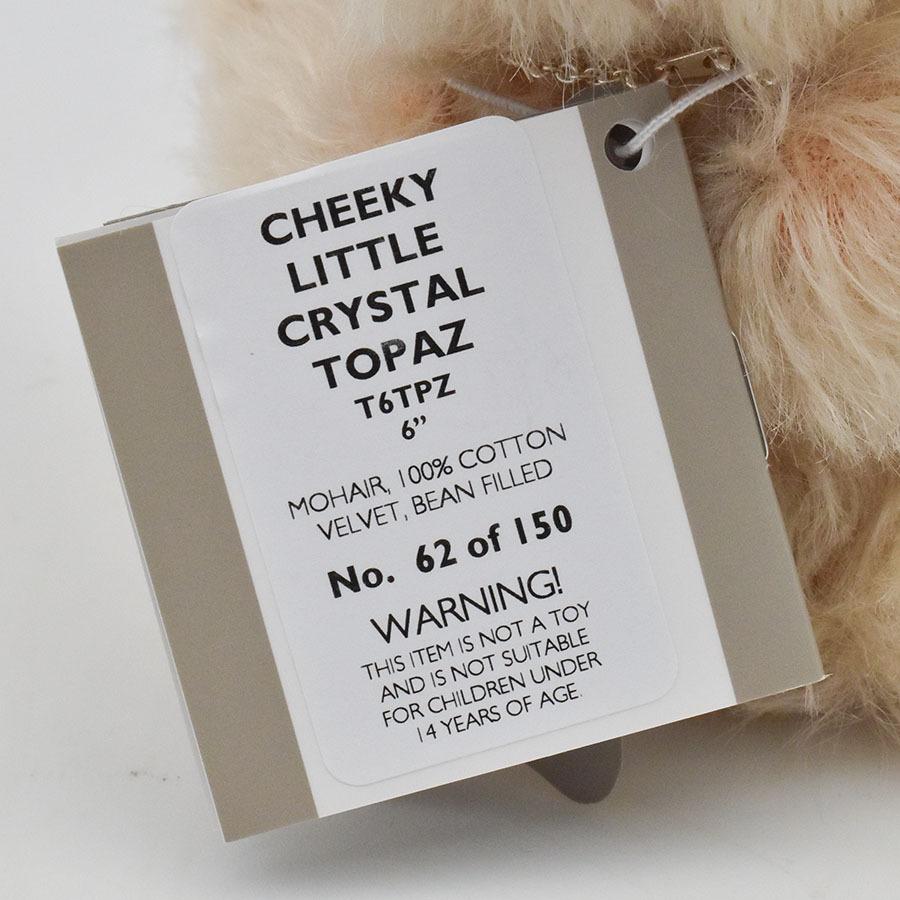 CHEEKY
LITTLE
CRYSTAL
TOPAZ
T6TPZ
6”
MOHAIR, 100% COTTON
VELVET, BEAN FILLED
No. 62 of 150
WARNING!
THIS ITEM IS NOT A TOY
AND IS NOT SUITABLE
FOR CHILDREN UNDER
14 YEARS OF AGE.